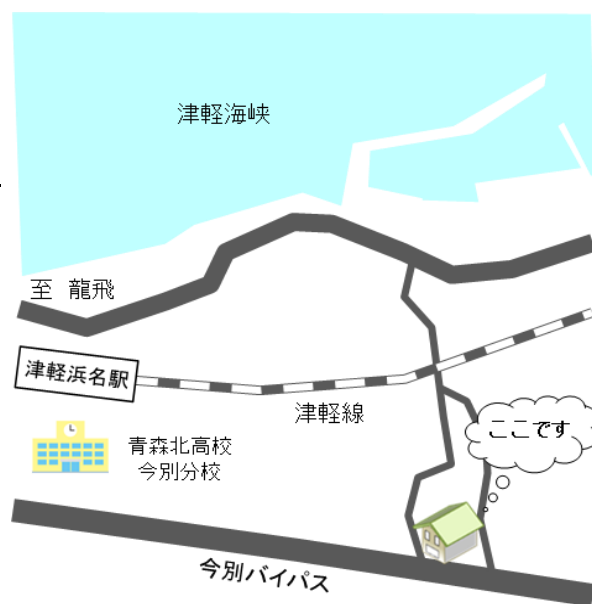 津軽海峡
至 龍飛
津軽浜名駅
津軽線
ここです
青森北高校
今別分校
今別バイパス